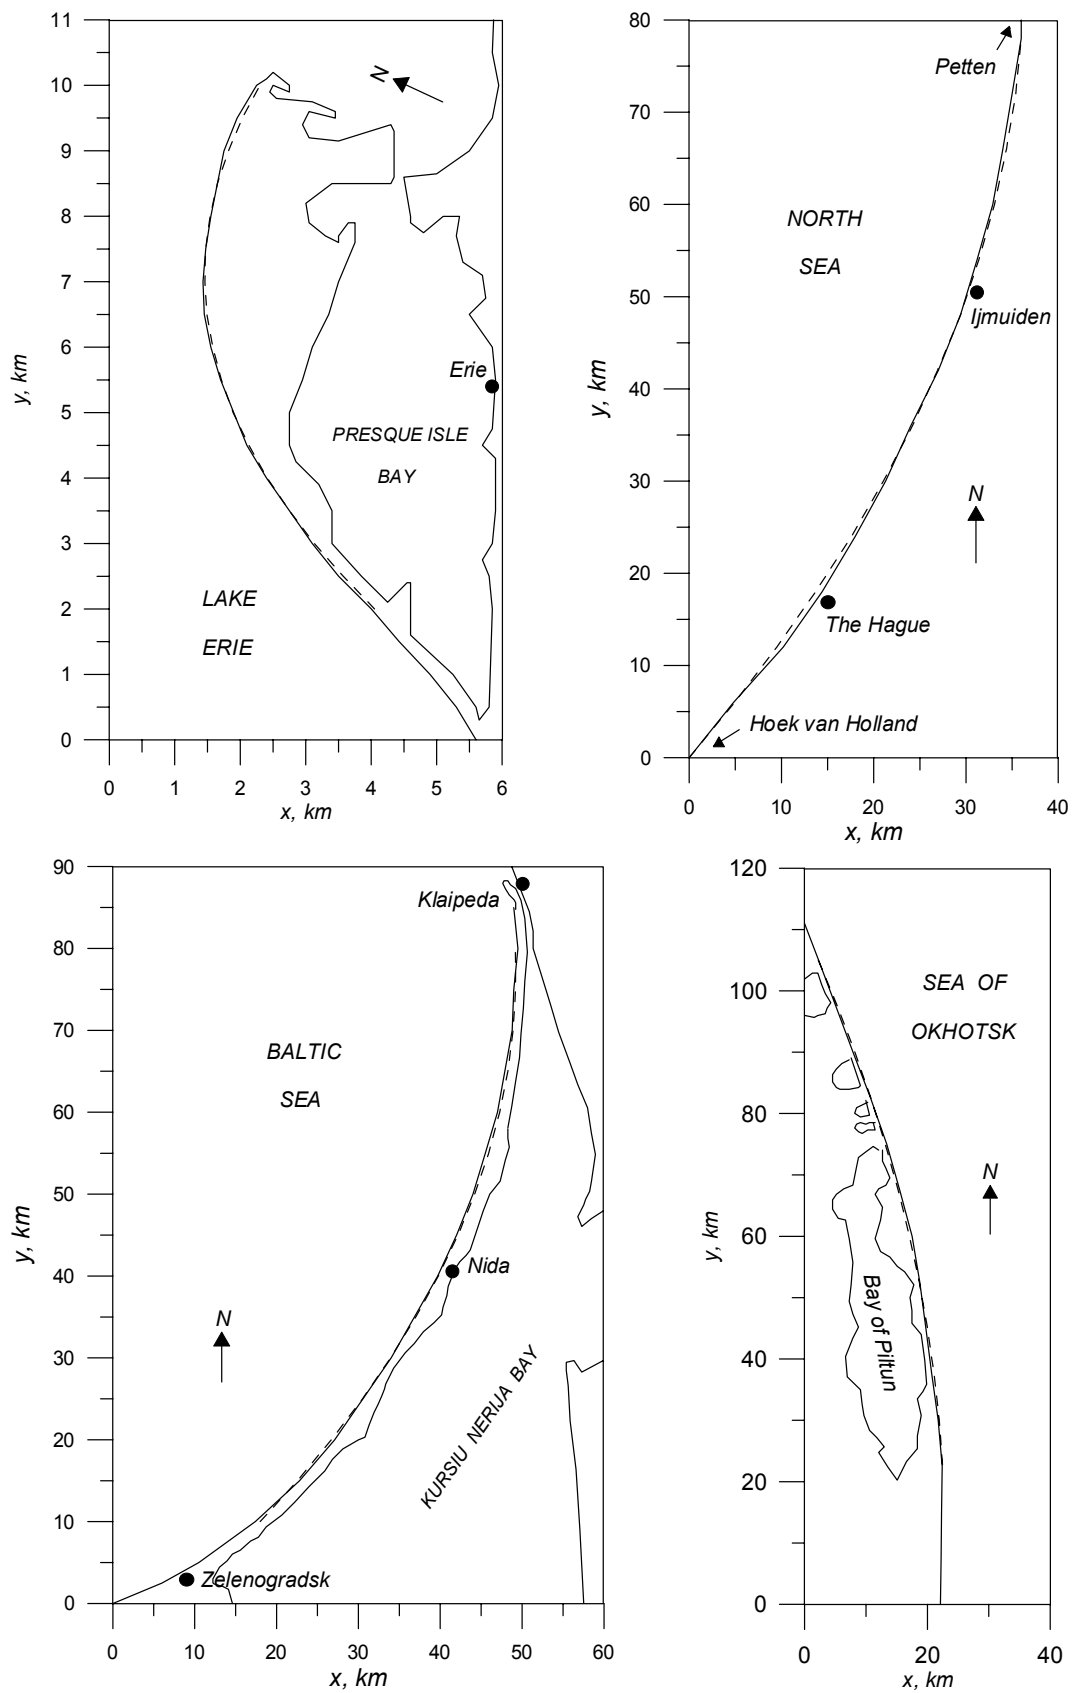 11
10
9
8
7
6
5
4
3
2
1
0
y, km
N
Erie
PRESQUE ISLE
BAY
LAKE
ERIE
0 1 2 3 4 5 6
x, km
80
70
60
50
40
30
20
10
0
y, km
Petten
NORTH
SEA
Ijmuiden
N
The Hague
Hoek van Holland
0 10 20 30 40
x, km
90
80
70
60
50
40
30
20
10
0
y, km
Klaipeda
BALTIC
SEA
Nida
N
KURSIU NERIJA BAY
Zelenogradsk
0 10 20 30 40 50 60
x, km
120
100
80
60
40
20
0
y, km
SEA OF
OKHOTSK
N
Bay of Piltun
0 20 40
x, km